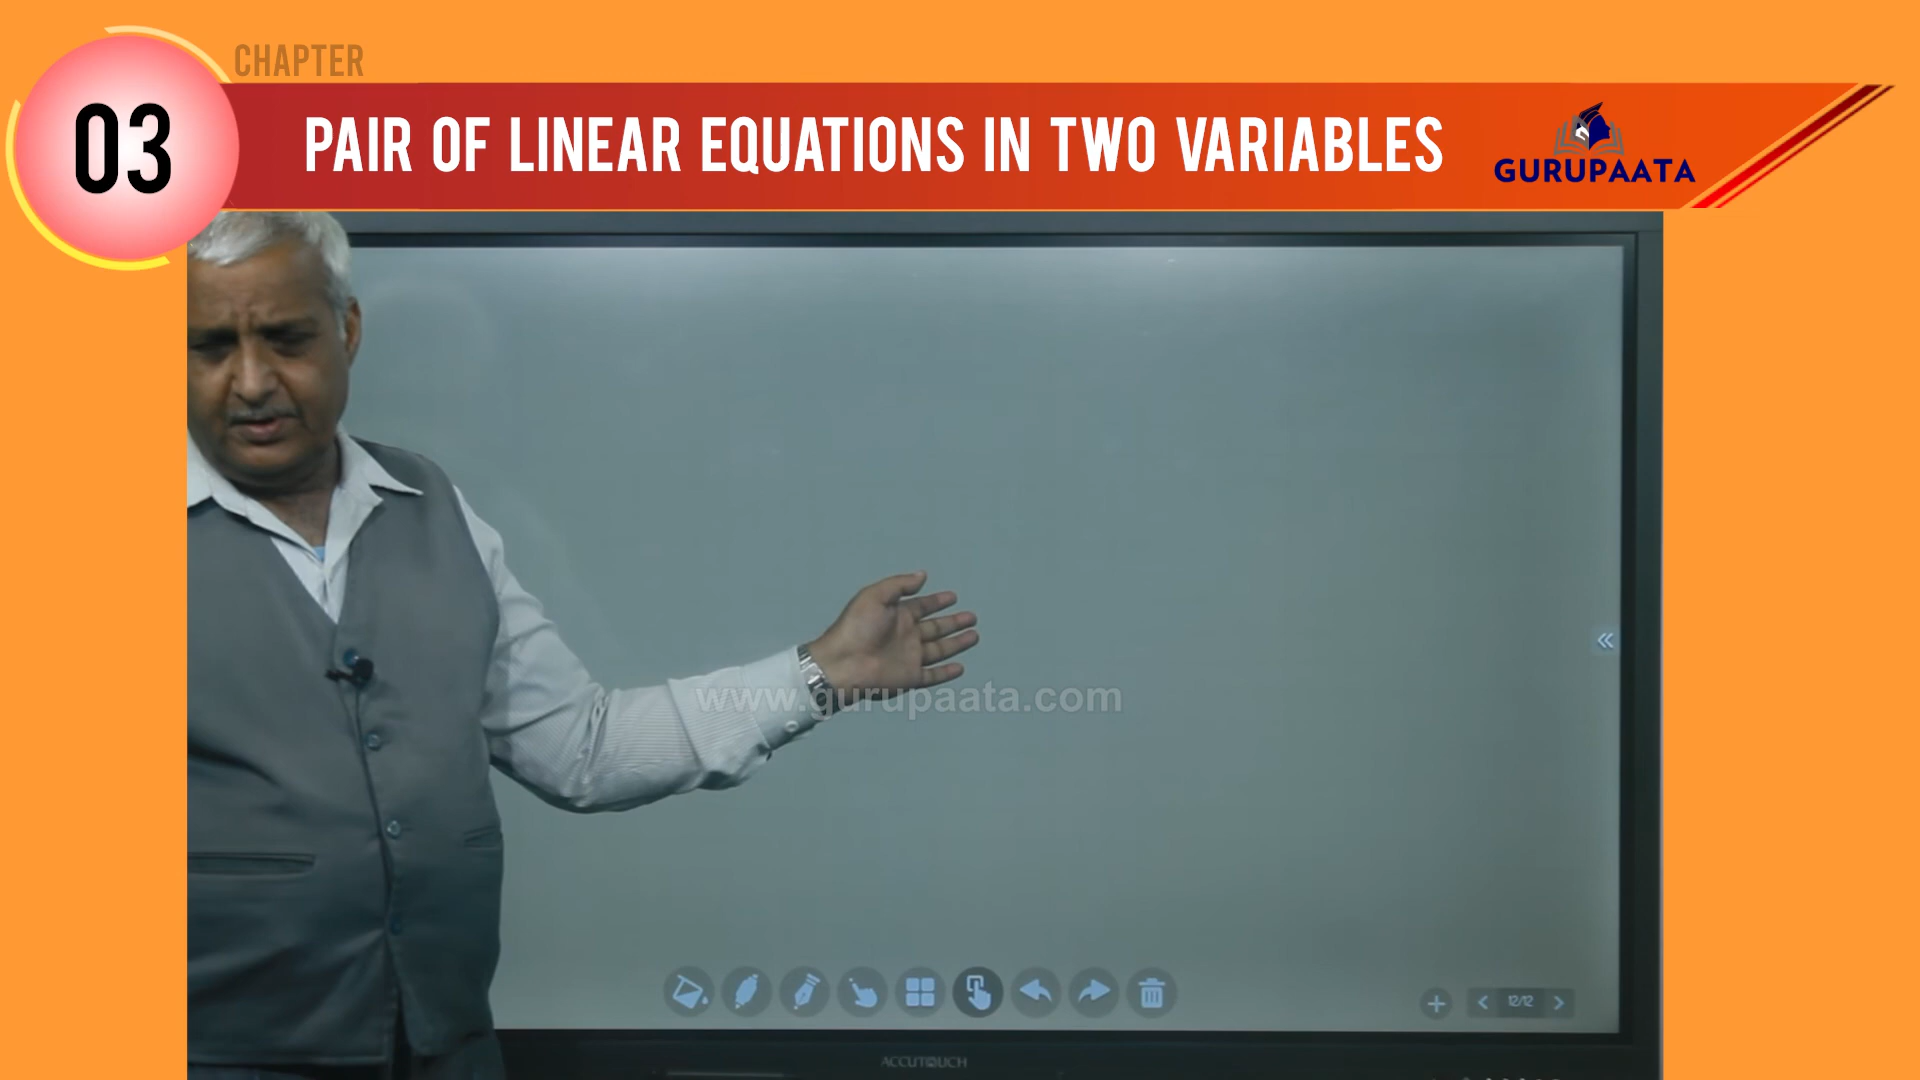 CHAPTER
03
PAIR OF LINEAR EQUATIONS IN TWO VARIABLES
GURUPAATA
www.gurupaata.com
12/12
ACCUTOUCH